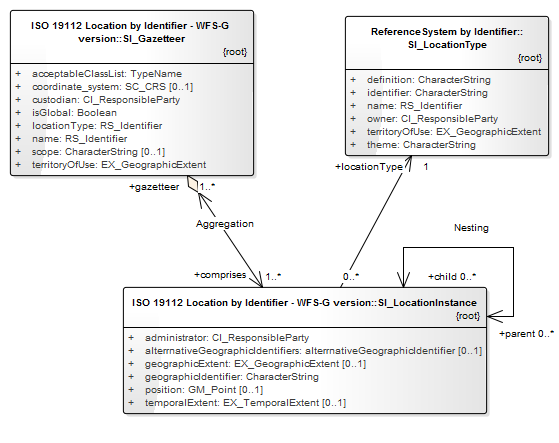 ISO 19112 Location by Identifier - WFS-G
version::SI_Gazetteer
{root}
+ acceptableClassList: TypeName
+ coordinate_system: SC_CRS [0..1]
+ custodian: CI_ResponsibleParty
+ isGlobal: Boolean
+ locationType: RS_Identifier
+ name: RS_Identifier
+ scope: CharacterString [0..1]
+ territoryOfUse: EX_GeographicExtent
ReferenceSystem by Identifier::
SI_LocationType
{root}
+ definition: CharacterString
+ identifier: CharacterString
+ name: RS_Identifier
+ owner: CI_ResponsibleParty
+ territoryOfUse: EX_GeographicExtent
+ theme: CharacterString
+gazetteer 1..*
+locationType 1
Aggregation
Nesting
+comprises 1..*
0..*
+child 0..*
+parent 0..*
ISO 19112 Location by Identifier - WFS-G version::SI_LocationInstance
{root}
+ administrator: CI_ResponsibleParty
+ alterrnativeGeographicIdentifiers: alterrnativeGeographicIdentifier [0..1]
+ geographicExtent: EX_GeographicExtent [0..1]
+ geographicIdentifier: CharacterString
+ position: GM_Point [0..1]
+ temporalExtent: EX_TemporalExtent [0..1]